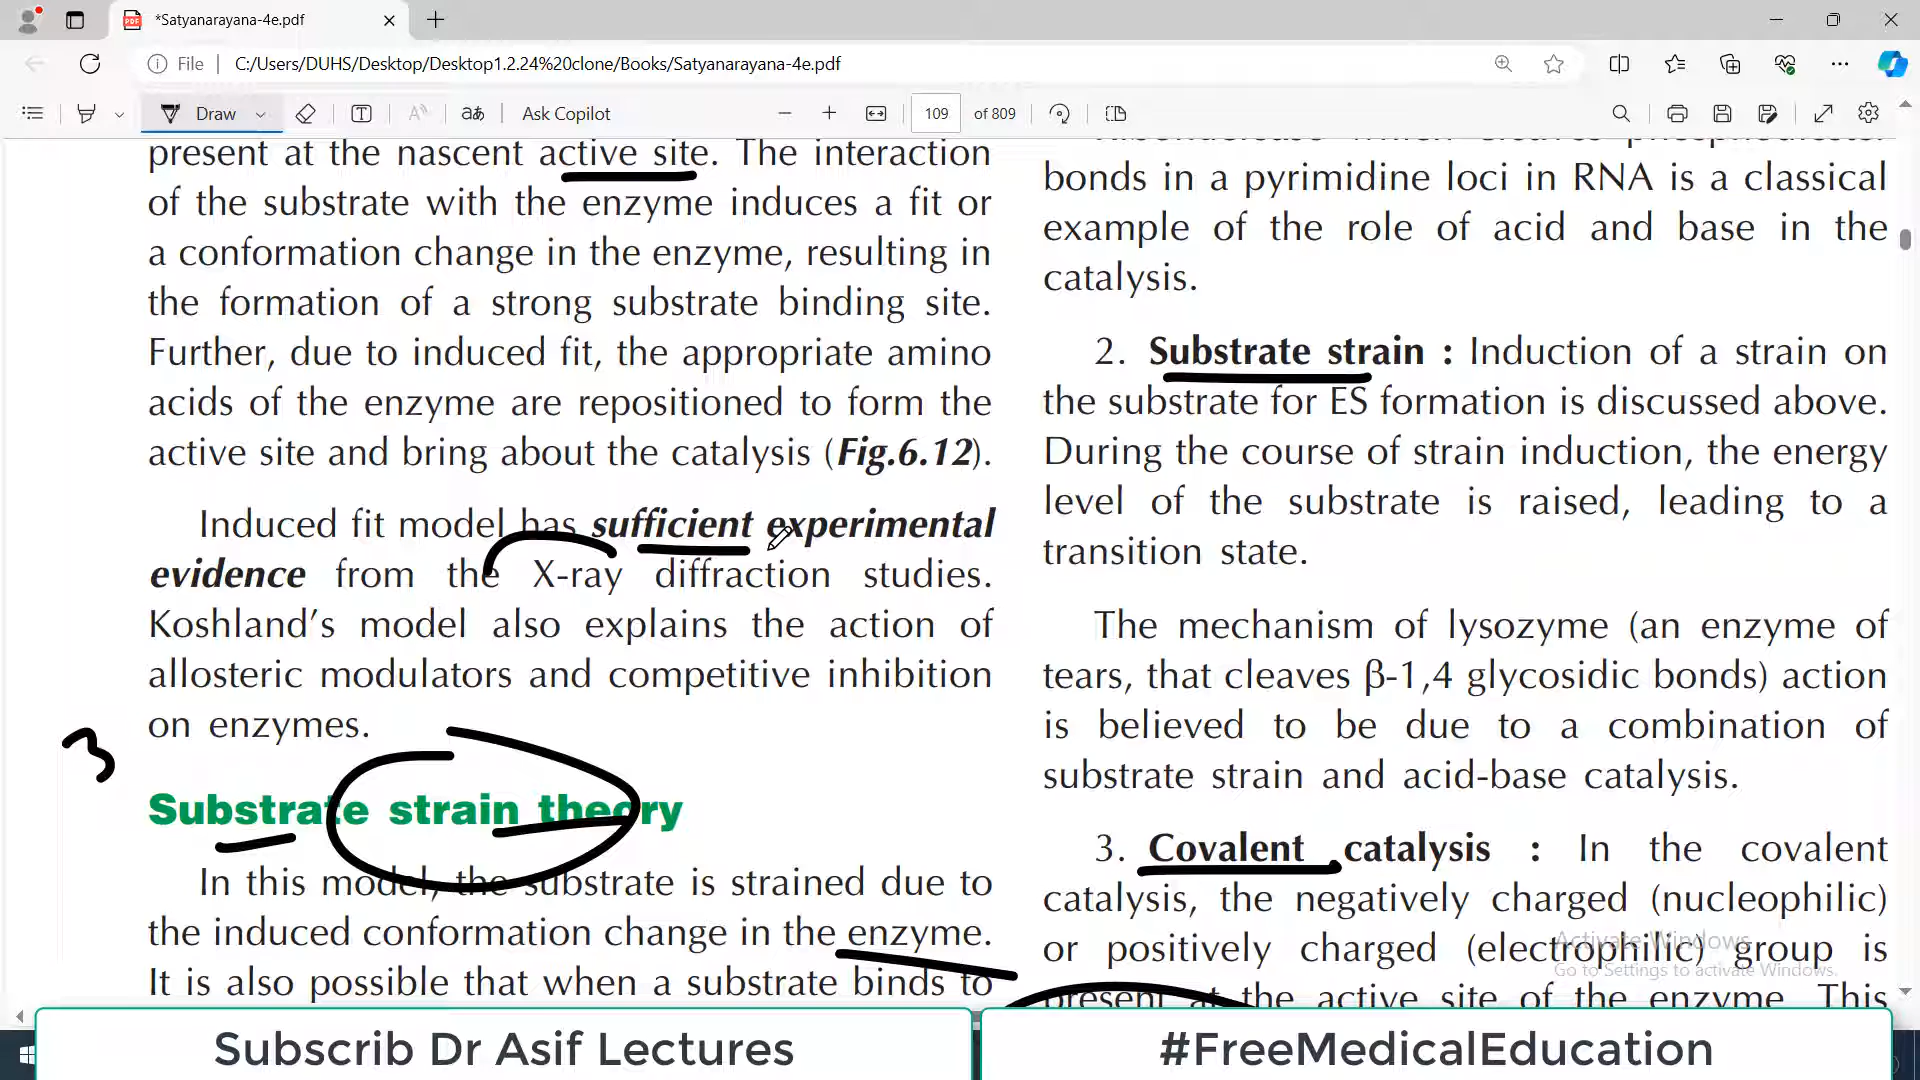 *Satyanarayana-4e.pdf
File
C:/Users/DUHS/Desktop/Desktop1.2.24%20clone/Books/Satyanarayana-4e.pdf
Draw
Ask Copilot
109 of 809
present at the nascent active site. The interaction
of the substrate with the enzyme induces a fit or
a conformation change in the enzyme, resulting in
the formation of a strong substrate binding site.
Further, due to induced fit, the appropriate amino
acids of the enzyme are repositioned to form the
active site and bring about the catalysis (Fig.6.12).
Induced fit model has sufficient experimental
evidence from the X-ray diffraction studies.
Koshland's model also explains the action of
allosteric modulators and competitive inhibition
on enzymes.
3
Substrate strain theory
In this model, the substrate is strained due to
the induced conformation change in the enzyme.
It is also possible that when a substrate binds to
bonds in a pyrimidine loci in RNA is a classical
example of the role of acid and base in the
catalysis.
2. Substrate strain : Induction of a strain on
the substrate for ES formation is discussed above.
During the course of strain induction, the energy
level of the substrate is raised, leading to a
transition state.
The mechanism of lysozyme (an enzyme of
tears, that cleaves β-1,4 glycosidic bonds) action
is believed to be due to a combination of
substrate strain and acid-base catalysis.
3. Covalent catalysis : In the covalent
catalysis, the negatively charged (nucleophilic)
or positively charged (electrophilic) group is
present at the active site of the enzyme. This
Activate Windows
Go to Settings to activate Windows.
Subscrib Dr Asif Lectures
#FreeMedicalEducation